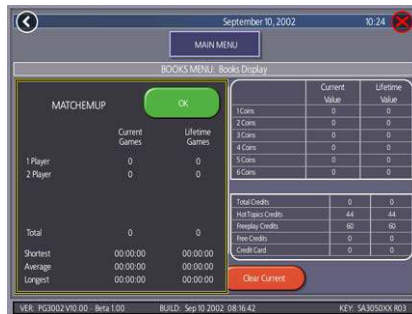 September 10, 2002 10:24
MAIN MENU
BOOKS MENU: Books Display
MATCHEMUP
OK
Current Games
Lifetime Games
1 Player 0 0
2 Player 0 0
Total 0 0
Shortest 00:00:00 00:00:00
Average 00:00:00 00:00:00
Longest 00:00:00 00:00:00
Current Value
Lifetime Value
1 Coins 0 0
2 Coins 0 0
3 Coins 0 0
4 Coins 0 0
5 Coins 0 0
6 Coins 0 0
Total Credits 0 0
Hot Topics Credits 44 44
Freeplay Credits 60 60
Free Credits 0 0
Credit Card 0 0
Clear Current
VER: PG3002 V10.00 - Beta 1.00 BUILD: Sep 10 2002 08:16:42 KEY: SA3050XX R03